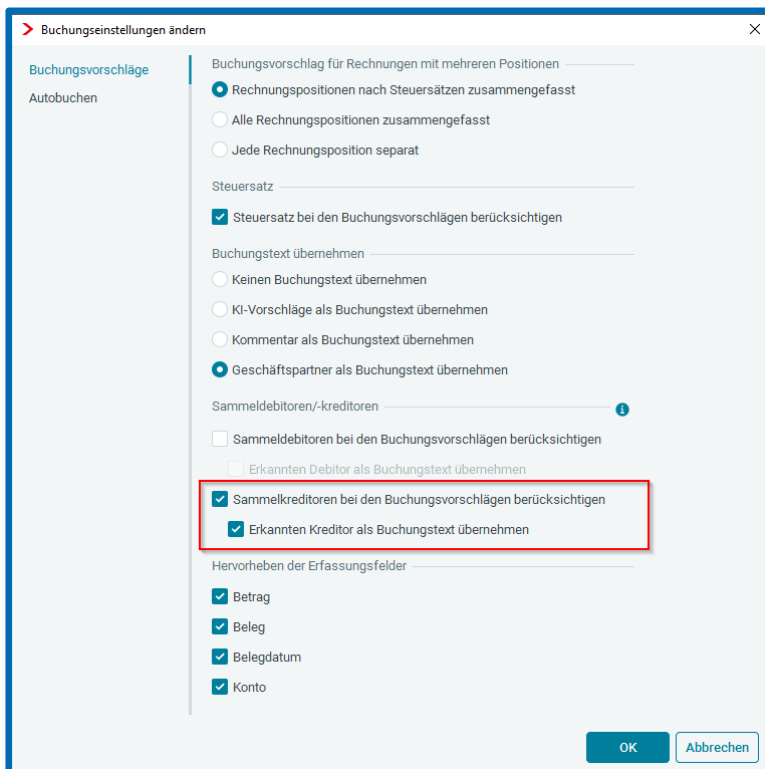 Buchungseinstellungen ändern
Buchungsvorschläge
Autobuchen
Buchungsvorschlag für Rechnungen mit mehreren Positionen
Rechnungspositionen nach Steuersätzen zusammengefasst
Alle Rechnungspositionen zusammengefasst
Jede Rechnungsposition separat
Steuersatz
Steuersatz bei den Buchungsvorschlägen berücksichtigen
Buchungstext übernehmen
Keinen Buchungstext übernehmen
KI-Vorschläge als Buchungstext übernehmen
Kommentar als Buchungstext übernehmen
Geschäftspartner als Buchungstext übernehmen
Sammeldebitoren/-kreditoren
Sammeldebitoren bei den Buchungsvorschlägen berücksichtigen
Erkannten Debitor als Buchungstext übernehmen
Sammelkreditoren bei den Buchungsvorschlägen berücksichtigen
Erkannten Kreditor als Buchungstext übernehmen
Hervorheben der Erfassungsfelder
Betrag
Beleg
Belegdatum
Konto
OK Abbrechen